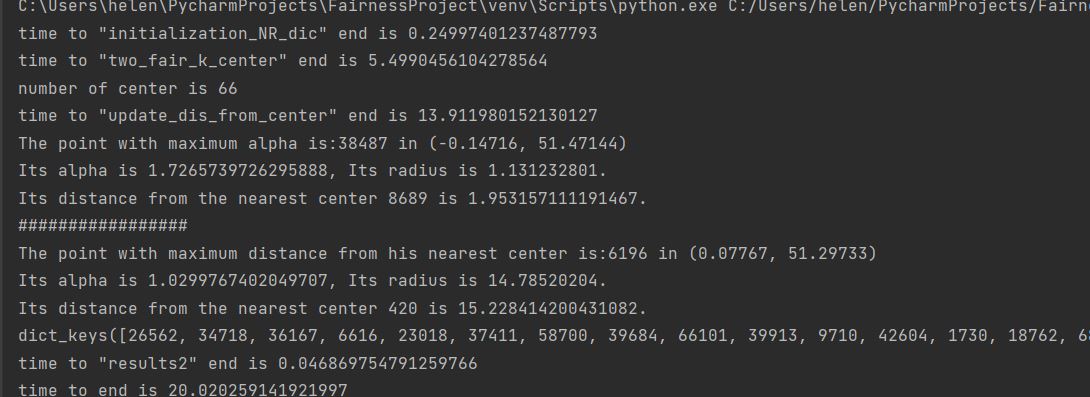 C:\Users\helen\PycharmProjects\FairnessProject\venv\Scripts\python.exe C:/Users/helen/PycharmProjects/Fairne
time to "initialization_NR_dic" end is 0.24997401237487793
time to "two_fair_k_center" end is 5.4990456104278564
number of center is 66
time to "update_dis_from_center" end is 13.911980152130127
The point with maximum alpha is:38487 in (-0.14716, 51.47144)
Its alpha is 1.7265739726295888, Its radius is 1.131232801.
Its distance from the nearest center 8689 is 1.953157111191467.
#################
The point with maximum distance from his nearest center is:6196 in (0.07767, 51.29733)
Its alpha is 1.0299767402049707, Its radius is 14.78520204.
Its distance from the nearest center 420 is 15.228414200431082.
dict_keys([26562, 34718, 36167, 6616, 23018, 37411, 58700, 39684, 66101, 39913, 9710, 42604, 1730, 18762,
time to "results2" end is 0.046869754791259766
time to end is 20.020259141921997